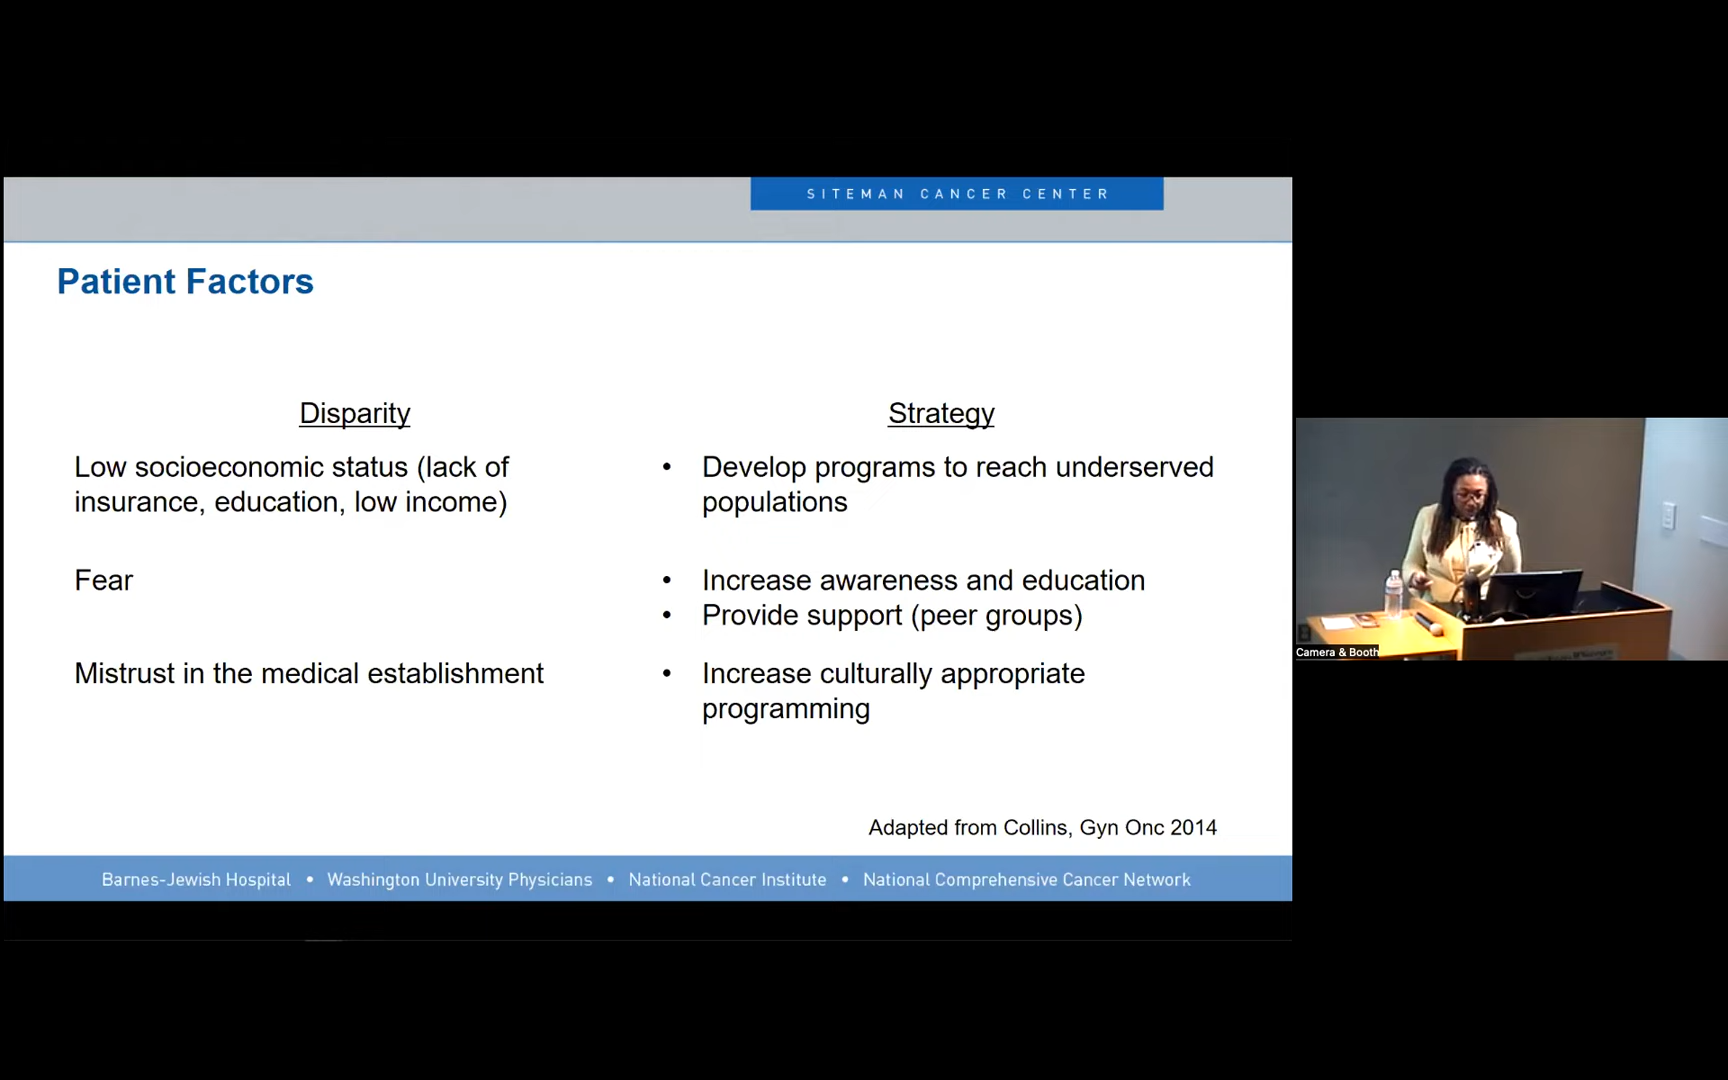 SITEMAN CANCER CENTER
Patient Factors
Disparity
Strategy
Low socioeconomic status (lack of
insurance, education, low income)
• Develop programs to reach underserved
populations
Fear
• Increase awareness and education
• Provide support (peer groups)
Mistrust in the medical establishment
• Increase culturally appropriate
programming
Adapted from Collins, Gyn Onc 2014
Barnes-Jewish Hospital • Washington University Physicians • National Cancer Institute • National Comprehensive Cancer Network
Camera & Booth